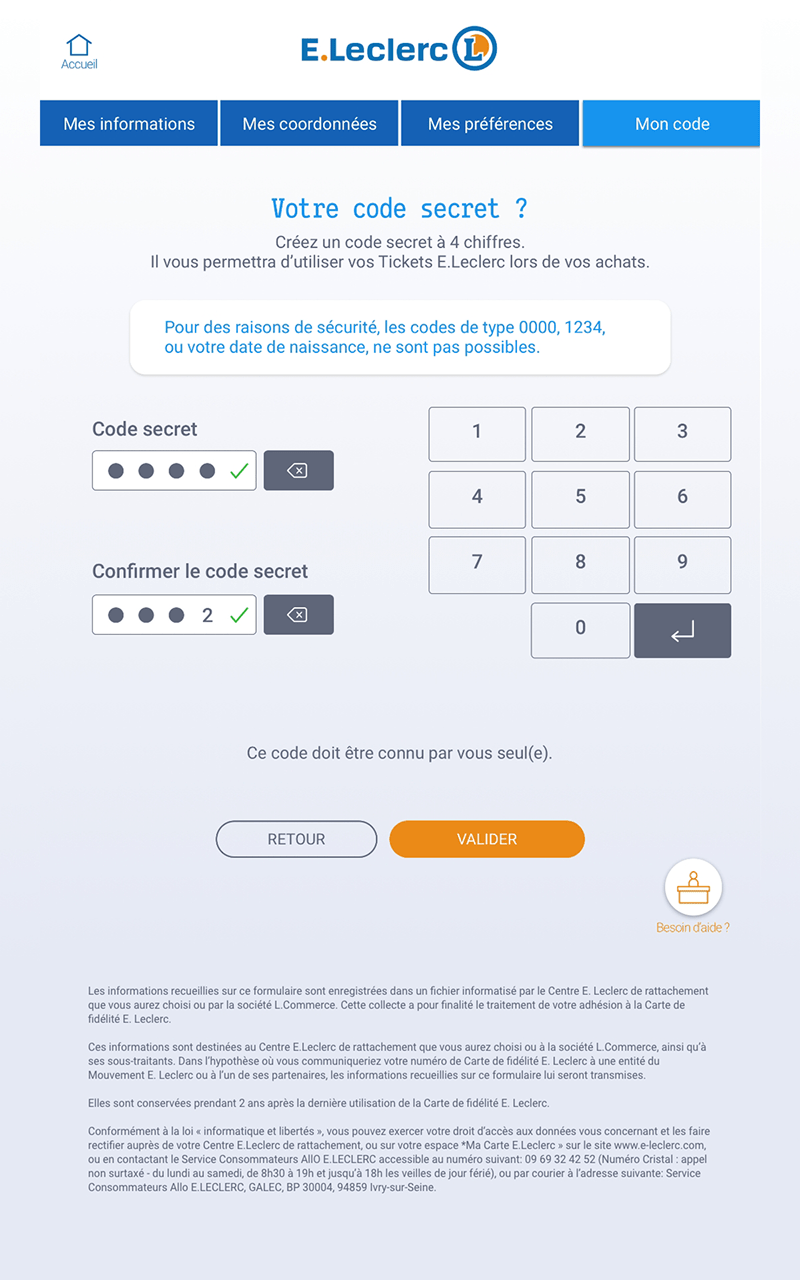 Accueil
E.Leclerc L
Mes informations
Mes coordonnées
Mes préférences
Mon code
Votre code secret ?
Créez un code secret à 4 chiffres.
Il vous permettra d’utiliser vos Tickets E.Leclerc lors de vos achats.
Pour des raisons de sécurité, les codes de type 0000, 1234,
ou votre date de naissance, ne sont pas possibles.
Code secret
Confirmer le code secret
2
1 2 3
4 5 6
7 8 9
0
Ce code doit être connu par vous seul(e).
RETOUR
VALIDER
Besoin d’aide ?
Les informations recueillies sur ce formulaire sont enregistrées dans un fichier informatisé par le Centre E. Leclerc de rattachement
que vous aurez choisi ou par la société L.Commerce. Cette collecte a pour finalité le traitement de votre adhésion à la Carte de
fidélité E. Leclerc.
Ces informations sont destinées au Centre E.Leclerc de rattachement que vous aurez choisi ou à la société L.Commerce, ainsi qu’à
ses sous-traitants. Dans l’hypothèse où vous communiqueriez votre numéro de Carte de fidélité E. Leclerc à une entité du
Mouvement E. Leclerc ou à l’un de ses partenaires, les informations recueillies sur ce formulaire lui seront transmises.
Elles sont conservées prendant 2 ans après la dernière utilisation de la Carte de fidélité E. Leclerc.
Conformément à la loi « informatique et libertés », vous pouvez exercer votre droit d’accès aux données vous concernant et les faire
rectifier auprès de votre Centre E.Leclerc de rattachement, ou sur votre espace *Ma Carte E.Leclerc » sur le site www.e-leclerc.com,
ou en contactant le Service Consommateurs AllO E.LECLERC accessible au numéro suivant: 09 69 32 42 52 (Numéro Cristal : appel
non surtaxé - du lundi au samedi, de 8h30 à 19h et jusqu’à 18h les veilles de jour férié), ou par courier à l’adresse suivante: Service
Consommateurs Allo E.LECLERC, GALEC, BP 30004, 94859 Ivry-sur-Seine.